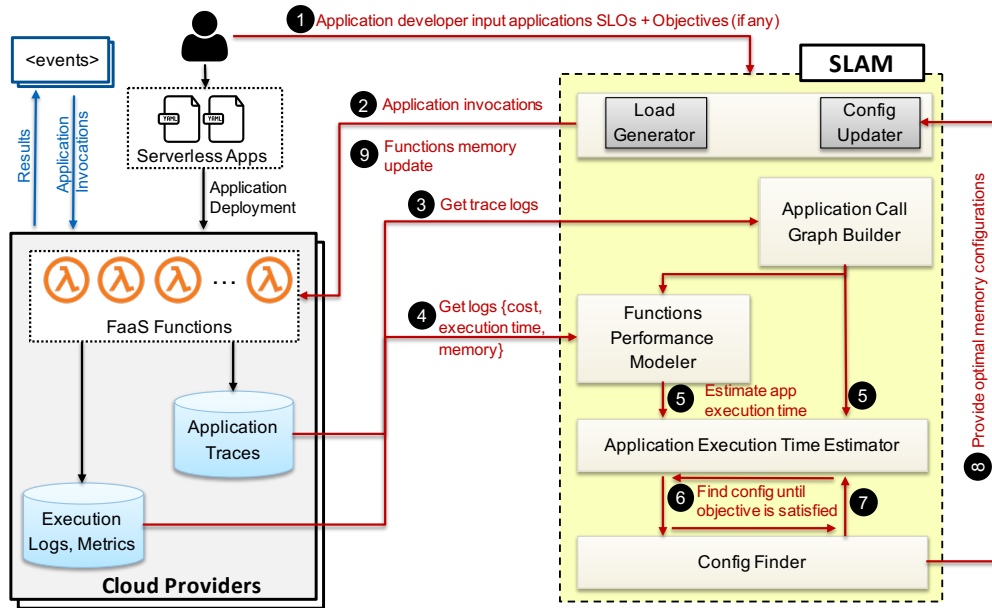 1 Application developer input applications SLOs + Objectives (if any)
<events>
SLAM
YAML YAML
Serverless Apps
2 Application invocations
Load
Generator
Config
Updater
9 Functions memory
update
Results
Application
Invocations
Application
Deployment
3 Get trace logs
Application Call
Graph Builder
λ λ λ ... λ
FaaS Functions
4 Get logs {cost,
execution time,
memory}
Functions
Performance
Modeler
5 Estimate app
execution time
5
Application
Traces
Application Execution Time Estimator
8 Provide optimal memory configurations
6 Find config until
objective is satisfied
7
Execution
Logs, Metrics
Config Finder
Cloud Providers